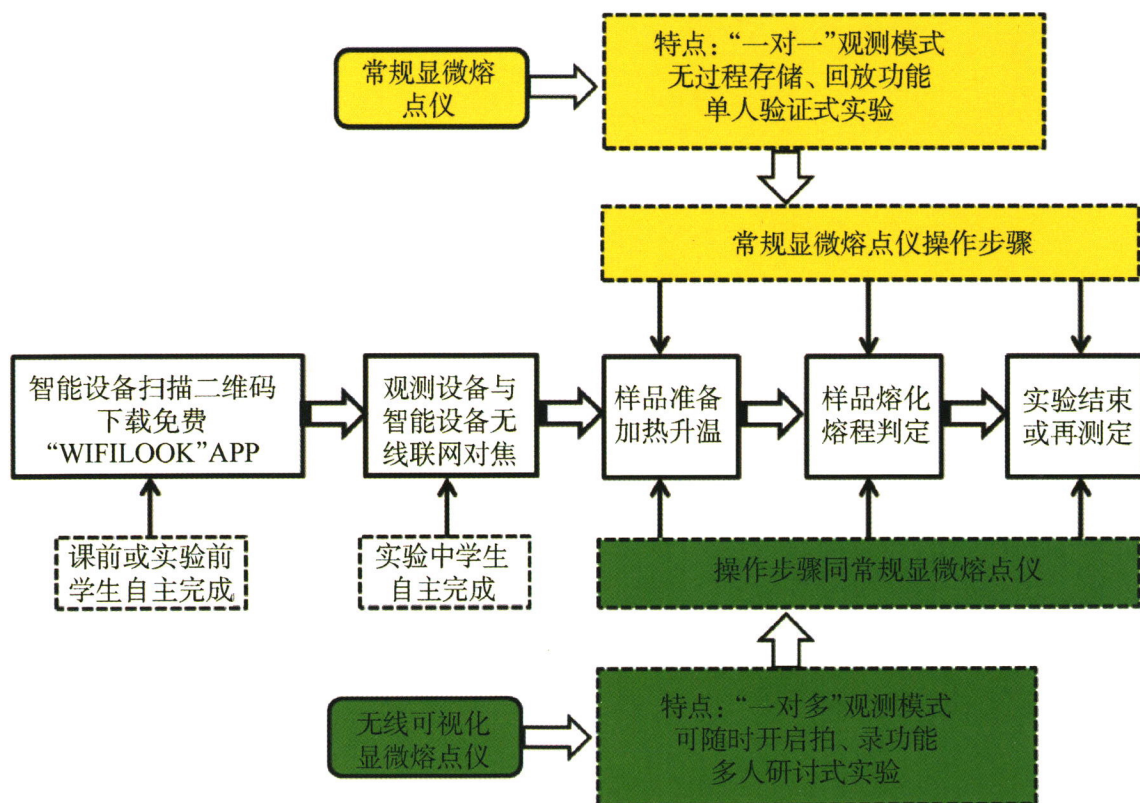 常规显微熔
点仪
特点：“一对一”观测模式
无过程存储、回放功能
单人验证式实验
常规显微熔点仪操作步骤
智能设备扫描二维码
下载免费
“WIFILOOK”APP
观测设备与
智能设备无
线联网对焦
样品准备
加热升温
样品熔化
熔程判定
实验结束
或再测定
课前或实验前
学生自主完成
实验中学生
自主完成
操作步骤同常规显微熔点仪
无线可视化
显微熔点仪
特点：“一对多”观测模式
可随时开启拍、录功能
多人研讨式实验